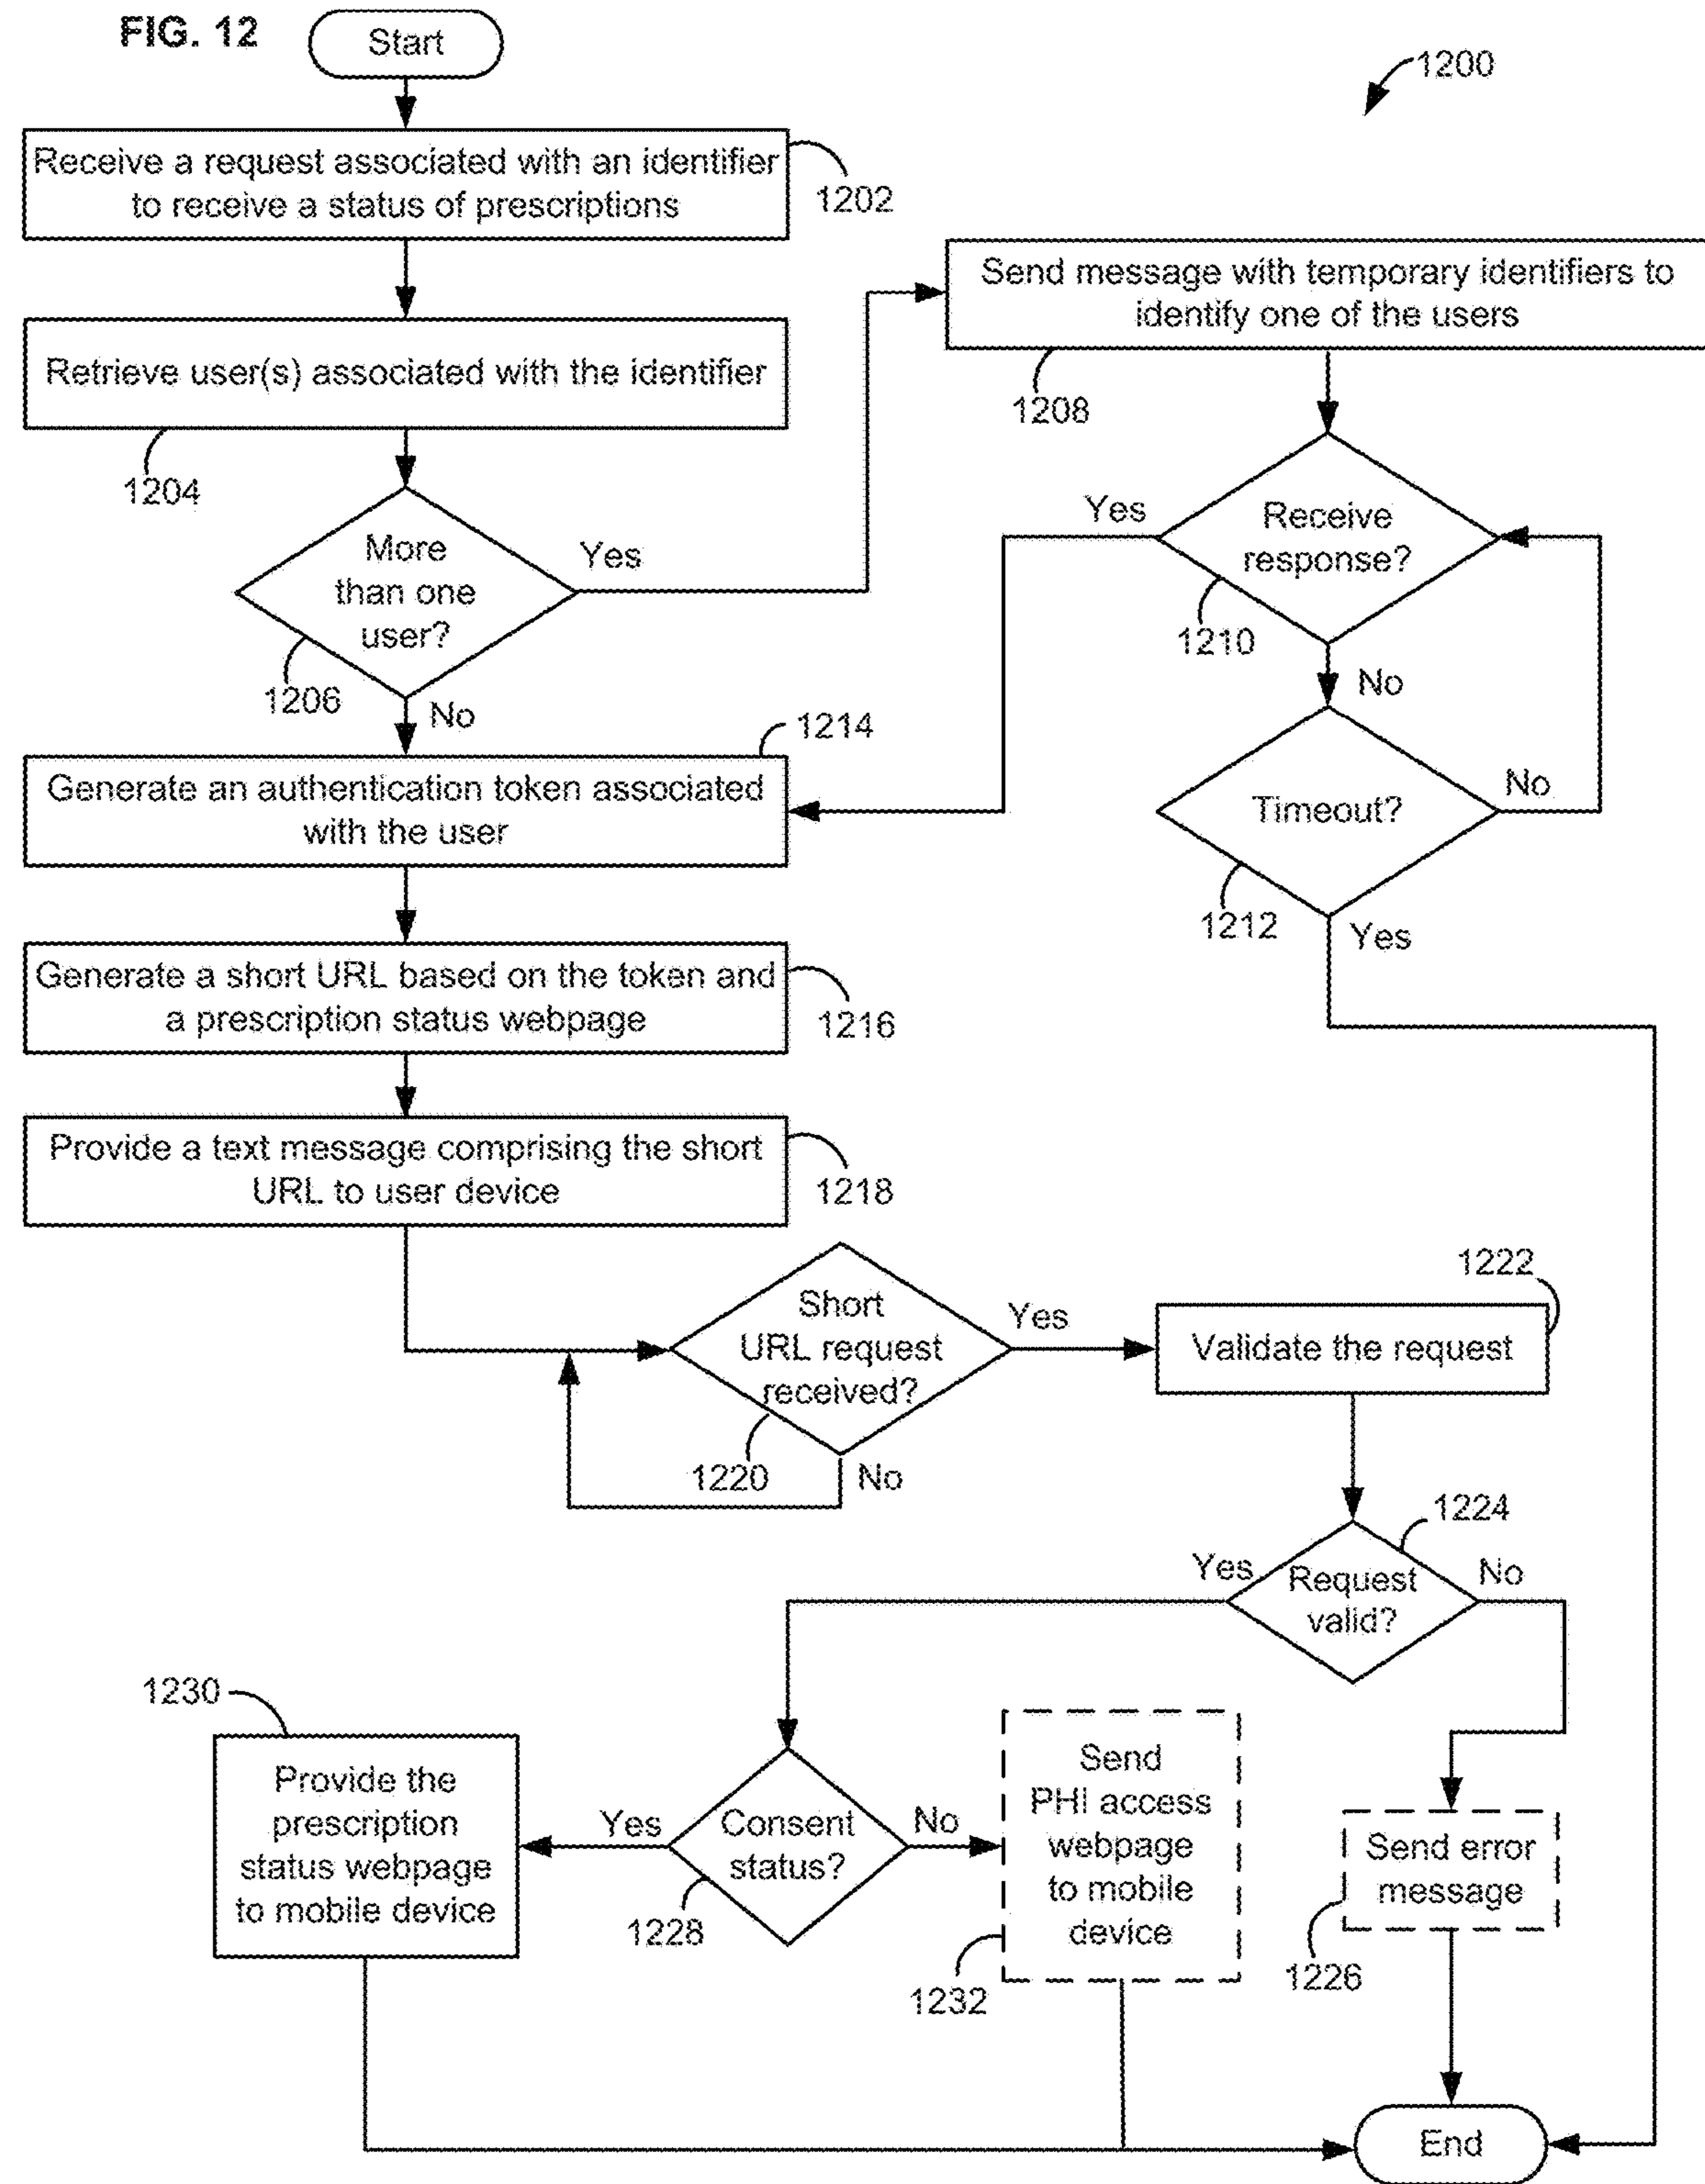 FIG. 12
Start
1200
Receive a request associated with an identifier
to receive a status of prescriptions
1202
Send message with temporary identifiers to
identify one of the users
1208
Retrieve user(s) associated with the identifier
1204
More
than one
user?
Yes
1206
No
Receive
response?
Yes
1210
No
Timeout?
No
1212
Yes
1214
Generate an authentication token associated
with the user
Generate a short URL based on the token and
a prescription status webpage
1216
Provide a text message comprising the short
URL to user device
1218
Short
URL request
received?
Yes
1220
No
1222
Validate the request
1224
Yes
Request
valid?
No
1230
Provide the
prescription
status webpage
to mobile device
Yes
Consent
status?
No
1228
Send
PHI access
webpage
to mobile
device
1232
Send error
message
1226
End